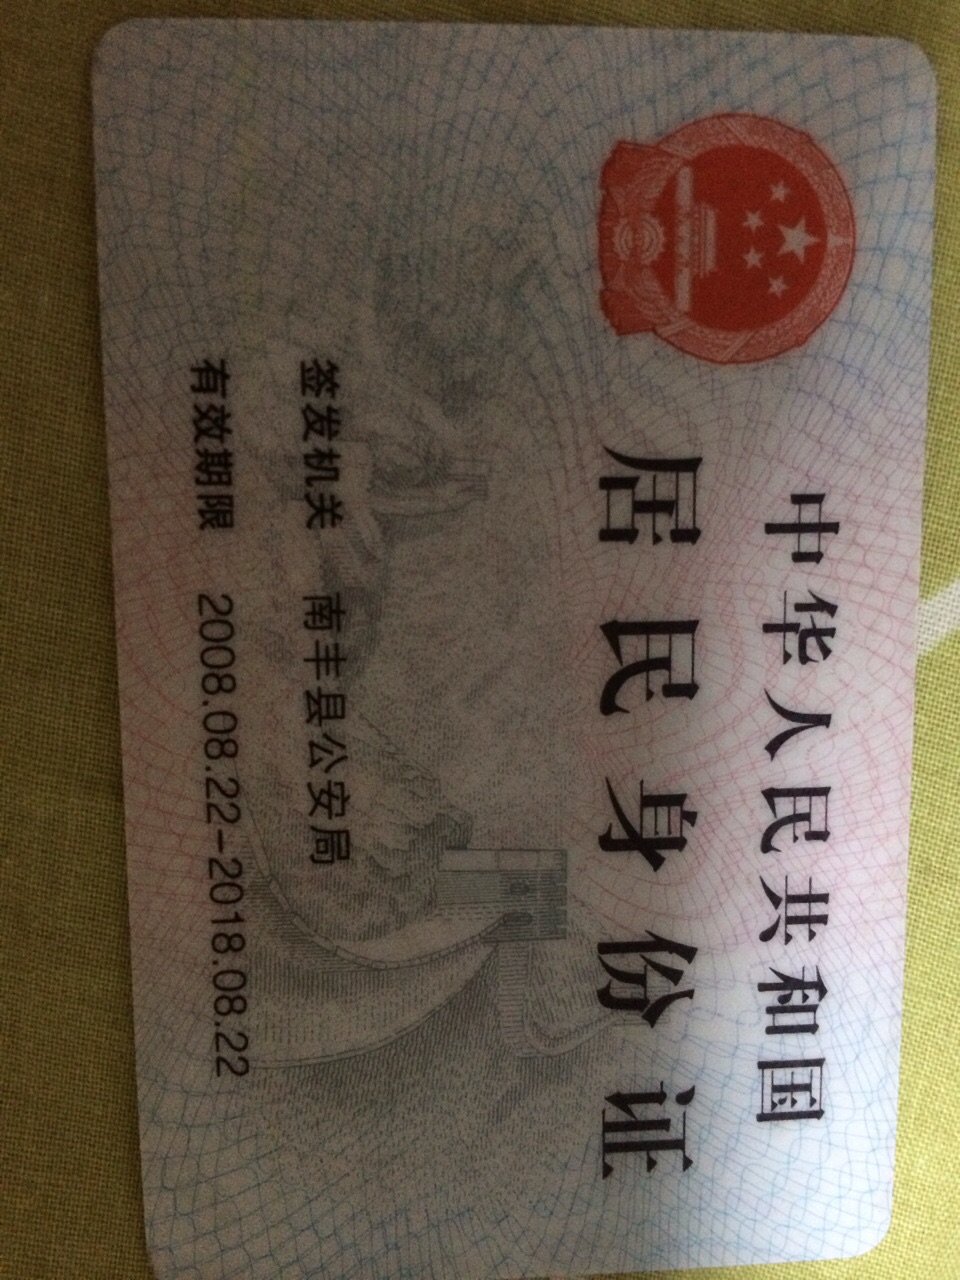 中华人民共和国
居民身份证
签发机关 南丰县公安局
有效期限 2008.08.22-2018.08.22